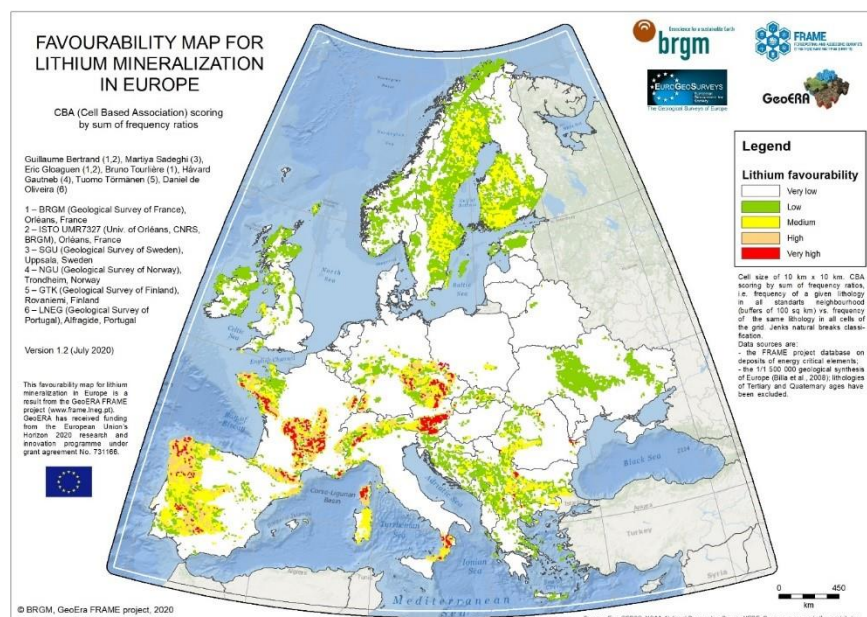 FAVOURABILITY MAP FOR
LITHIUM MINERALIZATION
IN EUROPE
CBA (Cell Based Association) scoring
by sum of frequency ratios
Guillaume Bertrand (1,2), Martiya Sadeghi (3),
Eric Gloaguen (1,2), Bruno Tourlière (1), Håvard
Gautneb (4), Tuomo Törmänen (5), Daniel de
Oliveira (6)
1 – BRGM (Geological Survey of France),
Orléans, France
2 – ISTO UMR7327 (Univ. of Orléans, CNRS,
BRGM), Orléans, France
3 – SGU (Geological Survey of Sweden),
Uppsala, Sweden
4 – NGU (Geological Survey of Norway),
Trondheim, Norway
5 – GTK (Geological Survey of Finland),
Rovaniemi, Finland
6 – LNEG (Geological Survey of
Portugal), Alfragide, Portugal
Version 1.2 (July 2020)
This favourability map for lithium
mineralization in Europe is a
result from the GeoERA FRAME
project (www.frame.lneg.pt).
GeoERA has received funding
from the European Union's
Horizon 2020 research and
innovation programme under
grant agreement No. 731166.
© BRGM, GeoEra FRAME project, 2020
Geoscience for a sustainable Earth
brgm
FRAME
EUROGEOSURVEYS
The Geological Surveys of Europe
GeoERA
Legend
Lithium favourability
Very low
Low
Medium
High
Very high
Cell size of 10 km x 10 km. CBA
scoring by sum of frequency ratios,
i.e. frequency of a given lithology
in all standarts neighbourhood
(buffers of 100 sq km) vs. frequency
of the same lithology in all cells of
the grid. Jenks natural breaks classi-
fication.
Data sources are:
- the FRAME project database on
deposits of energy critical elements;
- the 1/1 500 000 geological synthesis
of Europe (Billa et al., 2008); lithologies
of Tertiary and Quaternary ages have
been excluded.
North
Sea
Baltic
Sea
Celtic
Sea
English Channel
Corso-Ligurian
Basin
Adriatic Sea
Tyrrhenian
Sea
Ionian
Sea
Black Sea
Turkey
Syria
Mediterranean
Sea
0
450
km